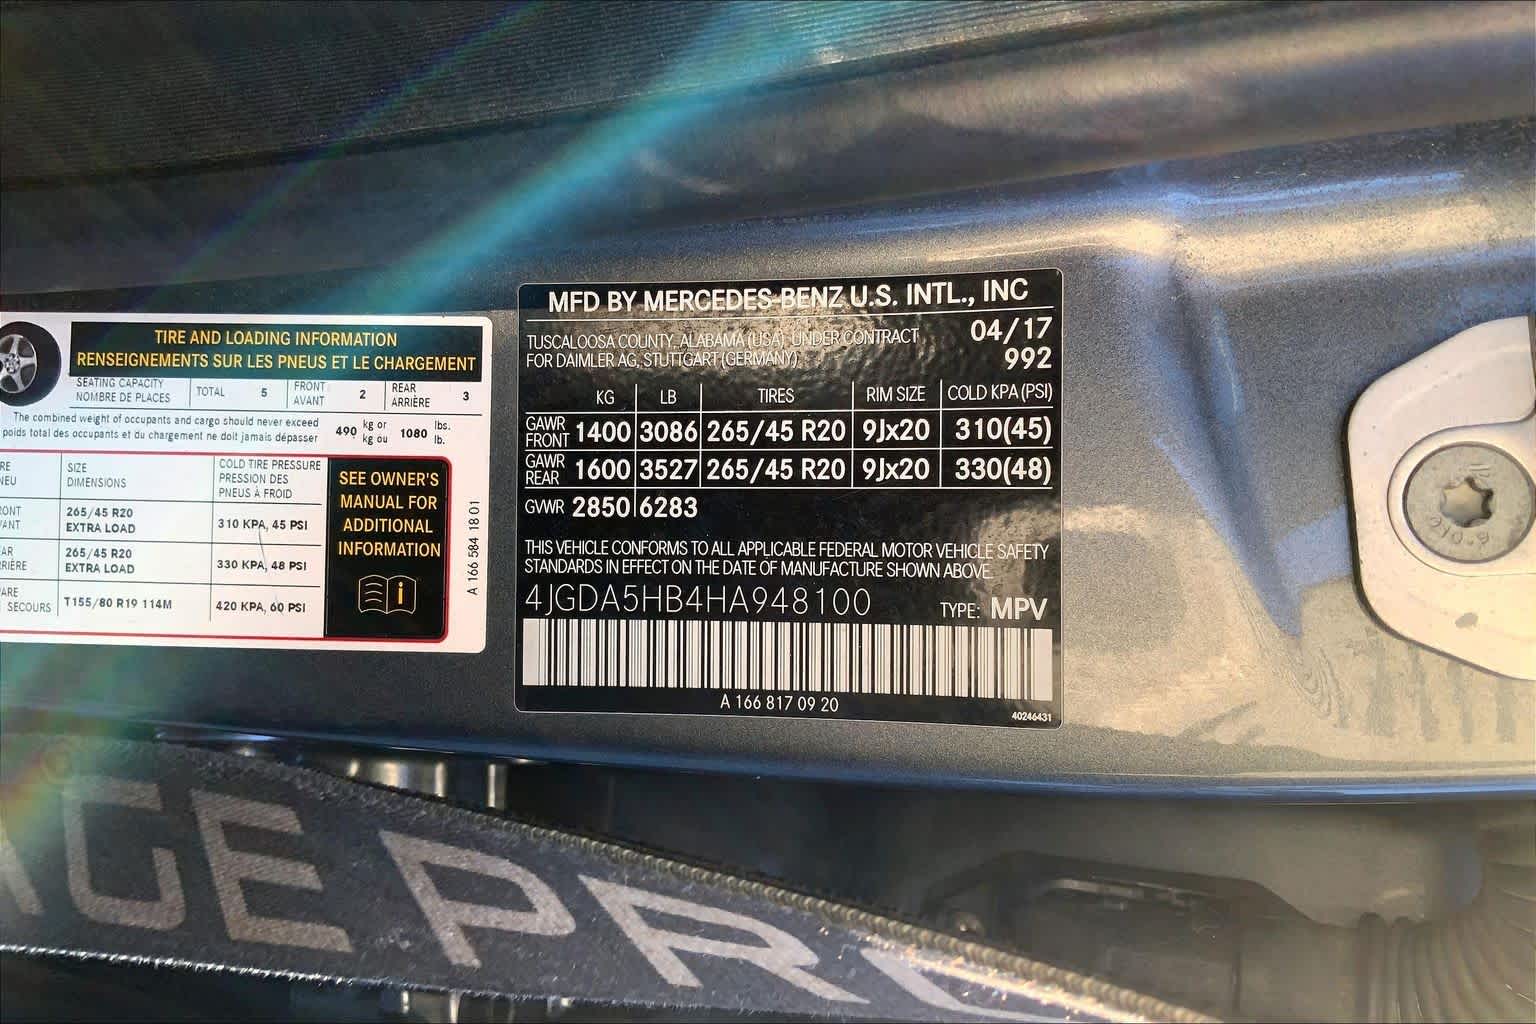 TIRE AND LOADING INFORMATION
RENSEIGNEMENTS SUR LES PNEUS ET LE CHARGEMENT
SEATING CAPACITY
NOMBRE DE PLACES
TOTAL 5
FRONT
AVANT 2
REAR
ARRIÈRE 3
The combined weight of occupants and cargo should never exceed
poids total des occupants et du chargement ne doit jamais dépasser
490 kg or
kg ou
1080 lbs.
lb.
SIZE
DIMENSIONS
COLD TIRE PRESSURE
PRESSION DES
PNEUS À FROID
265/45 R20
EXTRA LOAD
310 KPA, 45 PSI
265/45 R20
EXTRA LOAD
330 KPA, 48 PSI
SECOURS
T155/80 R19 114M
420 KPA, 60 PSI
SEE OWNER'S
MANUAL FOR
ADDITIONAL
INFORMATION
i
A 166 584 18 01
MFD BY MERCEDES-BENZ U.S. INTL., INC
TUSCALOOSA COUNTY, ALABAMA (USA), UNDER CONTRACT
FOR DAIMLER AG, STUTTGART (GERMANY)
04/17
992
KG LB TIRES RIM SIZE COLD KPA (PSI)
GAWR
FRONT 1400 3086 265/45 R20 9Jx20 310(45)
GAWR
REAR 1600 3527 265/45 R20 9Jx20 330(48)
GVWR 2850 6283
THIS VEHICLE CONFORMS TO ALL APPLICABLE FEDERAL MOTOR VEHICLE SAFETY
STANDARDS IN EFFECT ON THE DATE OF MANUFACTURE SHOWN ABOVE.
4JGDA5HB4HA948100 TYPE: MPV
A 166 817 09 20
40246431